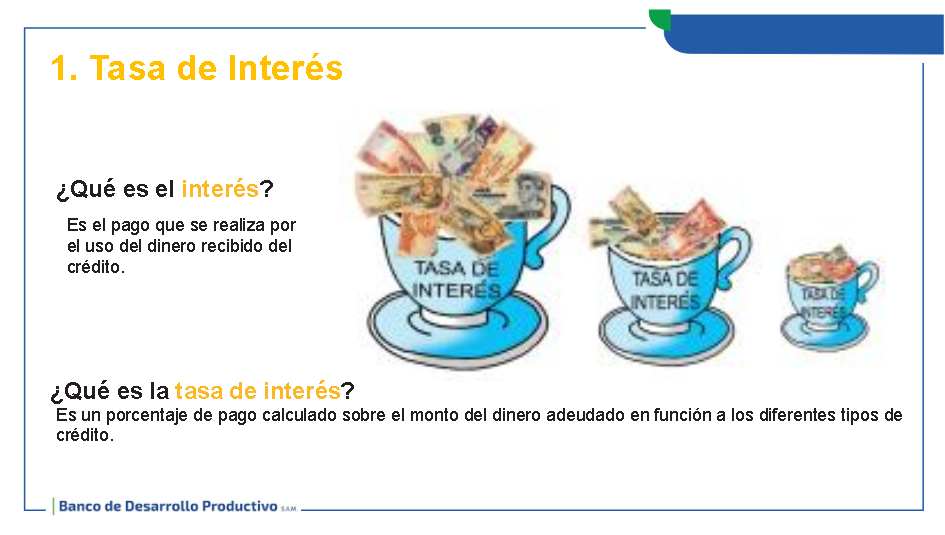 1. Tasa de Interés
¿Qué es el interés?
Es el pago que se realiza por
el uso del dinero recibido del
crédito.
TASA DE
INTERÉS
TASA DE
INTERÉS
TASA DE
INTERÉS
¿Qué es la tasa de interés?
Es un porcentaje de pago calculado sobre el monto del dinero adeudado en función a los diferentes tipos de
crédito.
Banco de Desarrollo Productivo S.A.M.